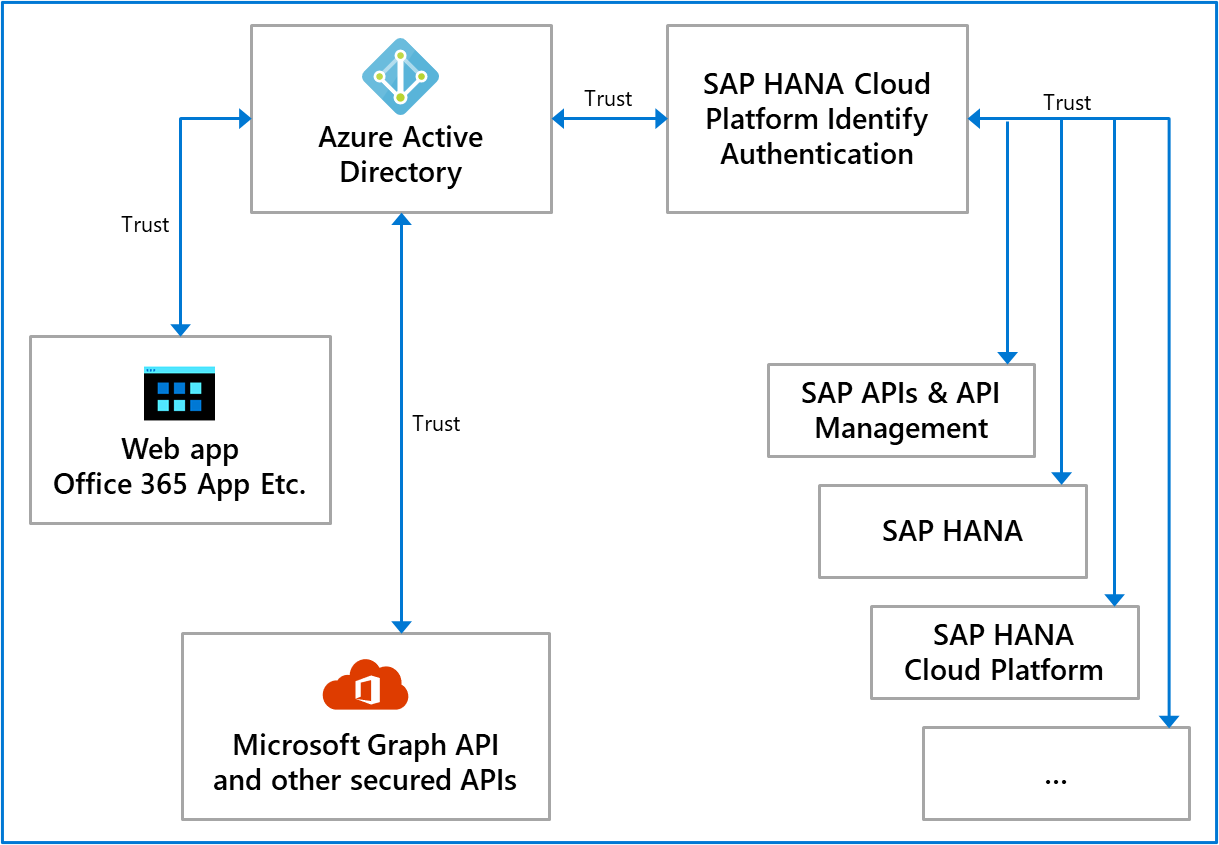 Azure Active
Directory
Trust
SAP HANA Cloud
Platform Identify
Authentication
Trust
Trust
Web app
Office 365 App Etc.
Trust
SAP APIs & API
Management
SAP HANA
SAP HANA
Cloud Platform
Microsoft Graph API
and other secured APIs
...